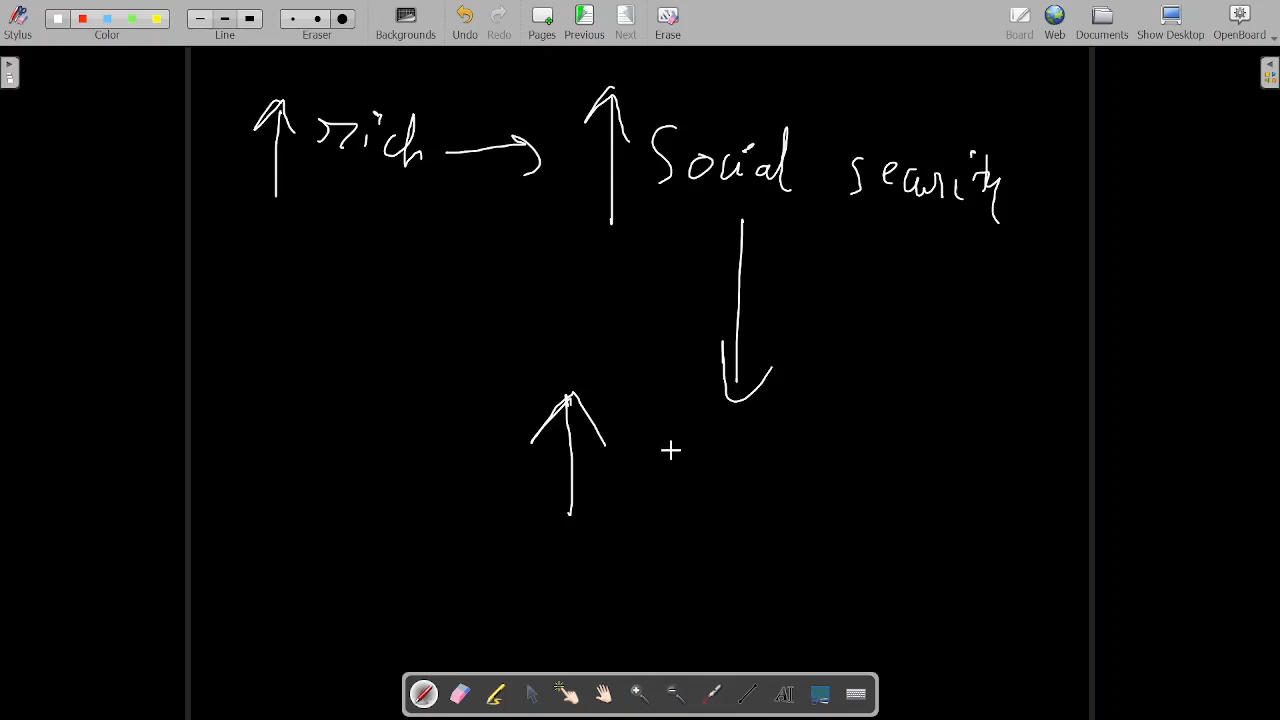 Stylus Color Line Eraser Backgrounds Undo Redo Pages Previous Next Erase Board Web Documents Show Desktop OpenBoard
↑ rich → ↑ Social security
↓
↑